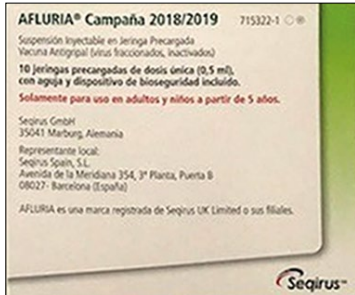 AFLURIA® Campaña 2018/2019 715322-1
Suspensión Inyectable en Jeringa Precargada
Vacuna Antigripal (virus fraccionados, inactivados)
10 jeringas precargadas de dosis única (0,5 ml),
con aguja y dispositivo de bioseguridad incluido.
Solamente para uso en adultos y niños a partir de 5 años.
Seqirus GmbH
35041 Marburg, Alemania
Representante local:
Seqirus Spain, S.L.
Avenida de la Meridiana 354, 3ª Planta, Puerta B
08027- Barcelona (España)
AFLURIA es una marca registrada de Seqirus UK Limited o sus filiales.
Seqirus™